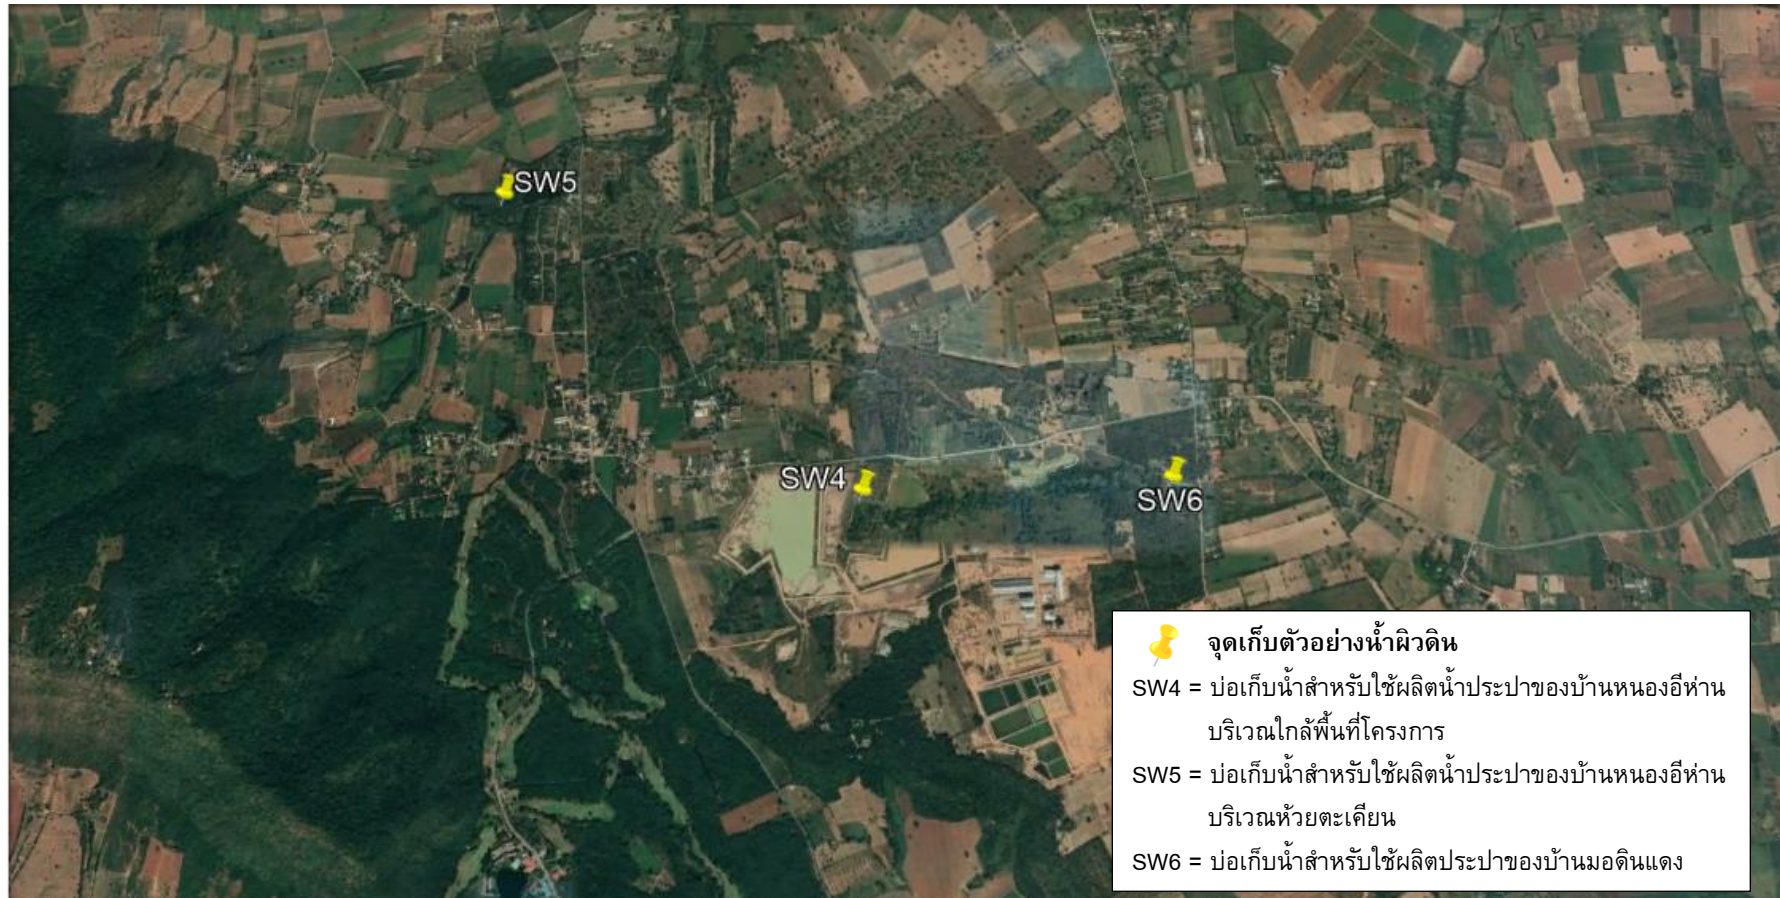 SW5
SW4
SW6
จุดเก็บตัวอย่างน้ำผิวดิน
SW4 = บ่อเก็บน้ำสำหรับใช้ผลิตน้ำประปาของบ้านหนองอีห่าน
บริเวณใกล้พื้นที่โครงการ
SW5 = บ่อเก็บน้ำสำหรับใช้ผลิตน้ำประปาของบ้านหนองอีห่าน
บริเวณห้วยตะเคียน
SW6 = บ่อเก็บน้ำสำหรับใช้ผลิตประปาของบ้านมอดินแดง